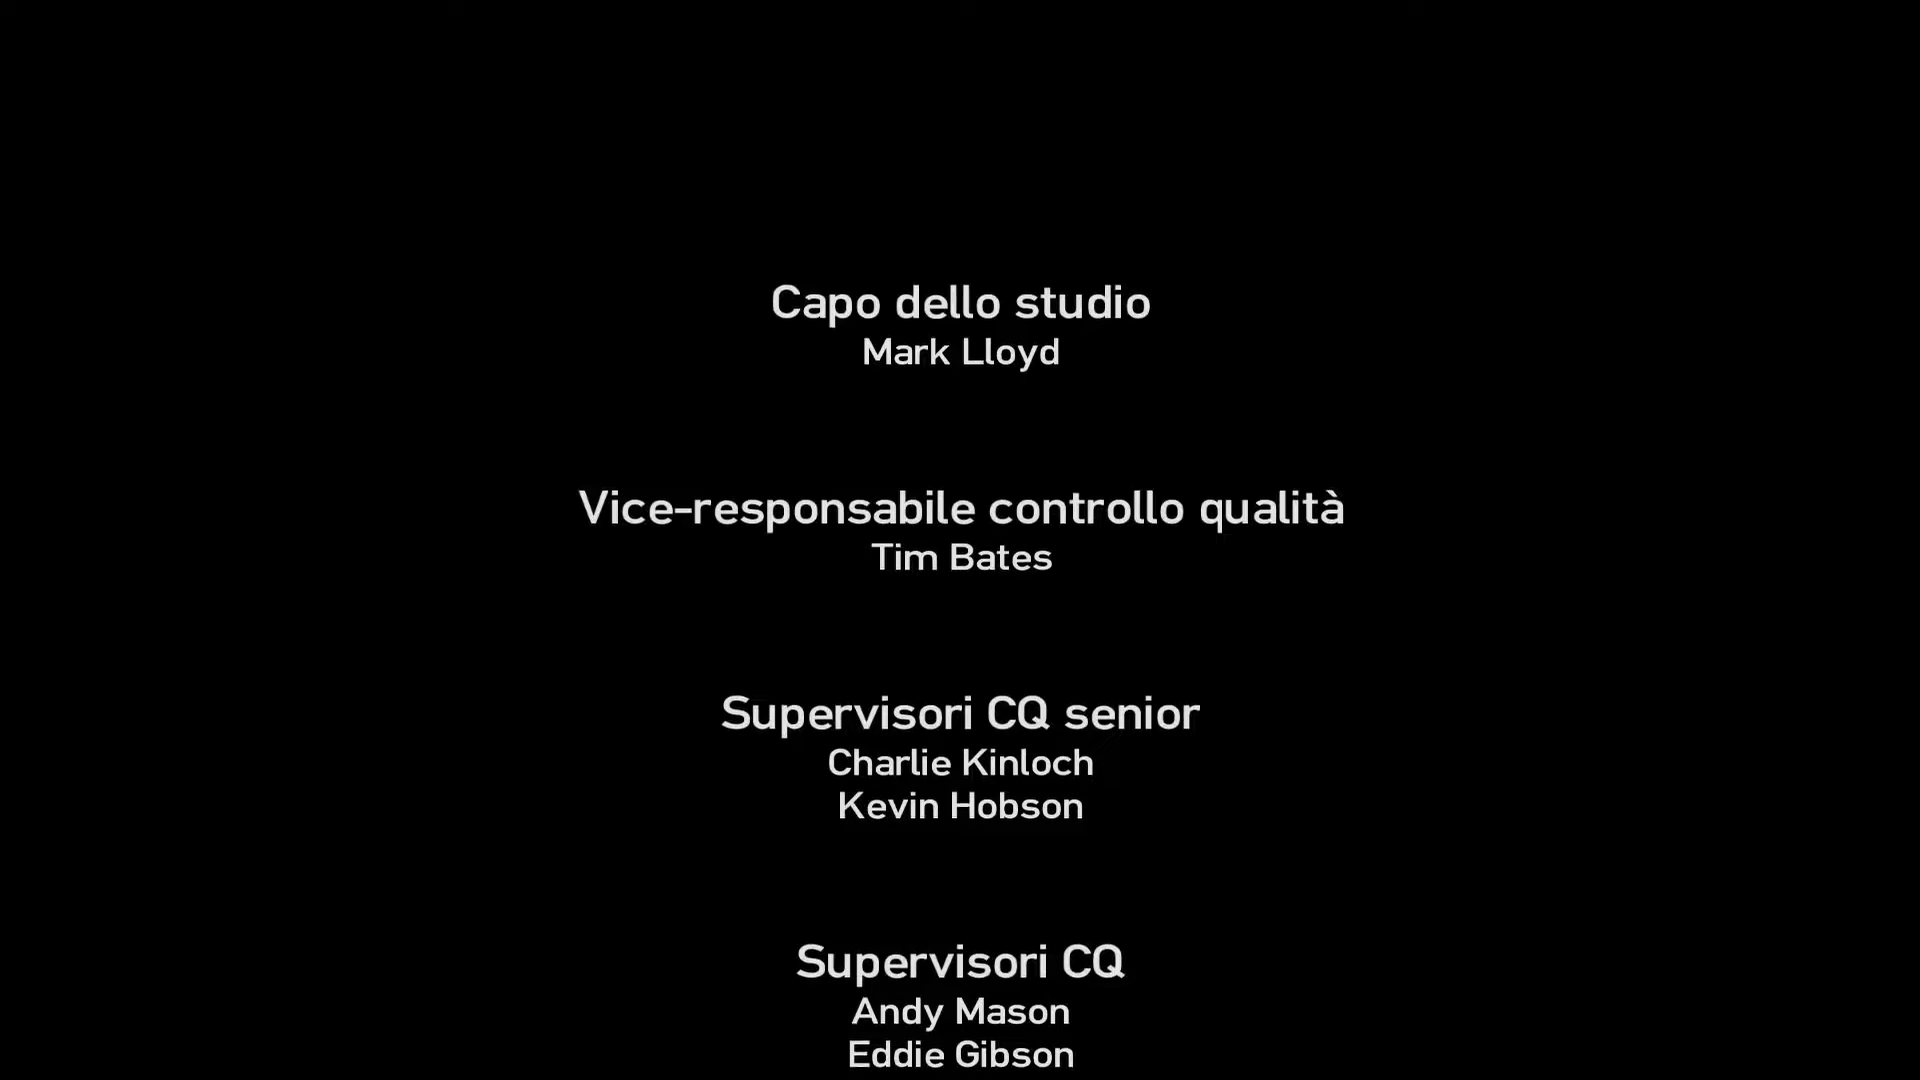 Capo dello studio
Mark Lloyd
Vice-responsabile controllo qualità
Tim Bates
Supervisori CQ senior
Charlie Kinloch
Kevin Hobson
Supervisori CQ
Andy Mason
Eddie Gibson